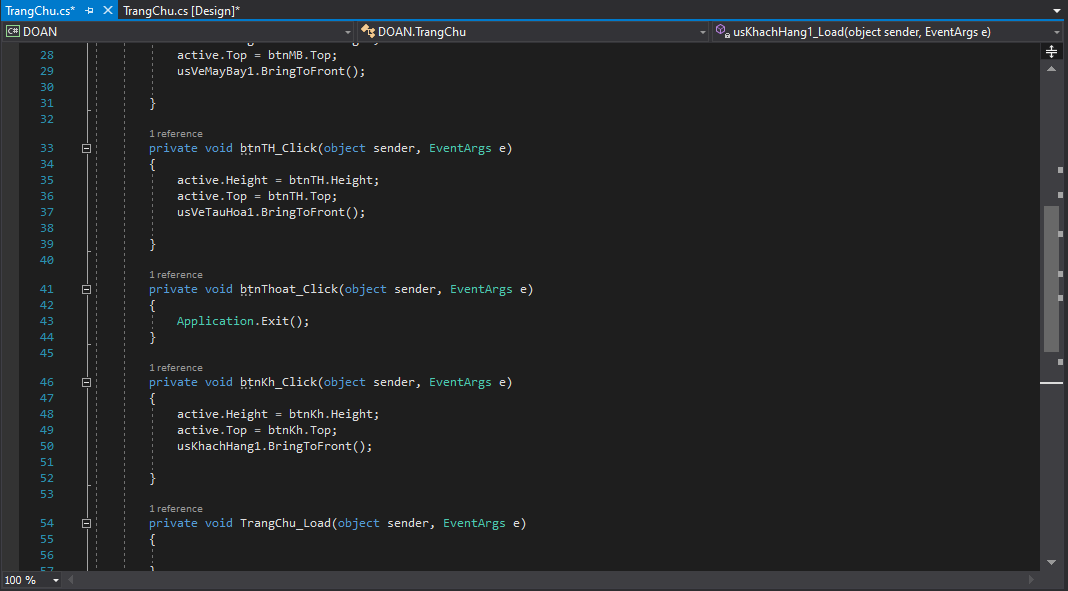 TrangChu.cs* TrangChu.cs [Design]*
C# DOAN DOAN.TrangChu usKhachHang1_Load(object sender, EventArgs e)
28 active.Top = btnMB.Top;
29 usVeMayBay1.BringToFront();
30
31 }
32
1 reference
33 private void btnTH_Click(object sender, EventArgs e)
34 {
35 active.Height = btnTH.Height;
36 active.Top = btnTH.Top;
37 usVeTauHoa1.BringToFront();
38
39 }
40
1 reference
41 private void btnThoat_Click(object sender, EventArgs e)
42 {
43 Application.Exit();
44 }
45
1 reference
46 private void btnKh_Click(object sender, EventArgs e)
47 {
48 active.Height = btnKh.Height;
49 active.Top = btnKh.Top;
50 usKhachHang1.BringToFront();
51
52 }
53
1 reference
54 private void TrangChu_Load(object sender, EventArgs e)
55 {
56
57 }
100 %